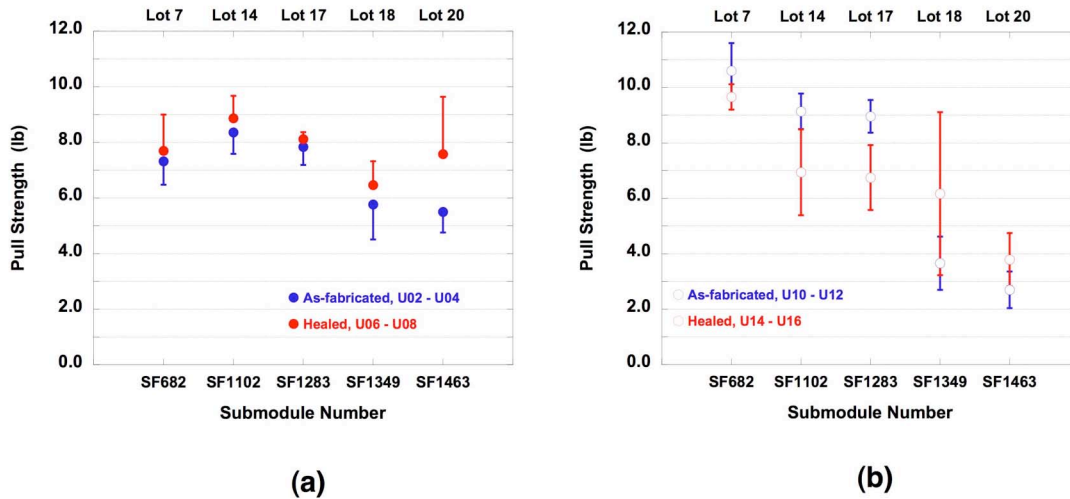 Lot 7 Lot 14 Lot 17 Lot 18 Lot 20
12.0
10.0
8.0
6.0
4.0
2.0
0.0
Pull Strength (lb)
As-fabricated, U02 - U04
Healed, U06 - U08
SF682 SF1102 SF1283 SF1349 SF1463
Submodule Number
(a)
Lot 7 Lot 14 Lot 17 Lot 18 Lot 20
12.0
10.0
8.0
6.0
4.0
2.0
0.0
Pull Strength (lb)
As-fabricated, U10 - U12
Healed, U14 - U16
SF682 SF1102 SF1283 SF1349 SF1463
Submodule Number
(b)